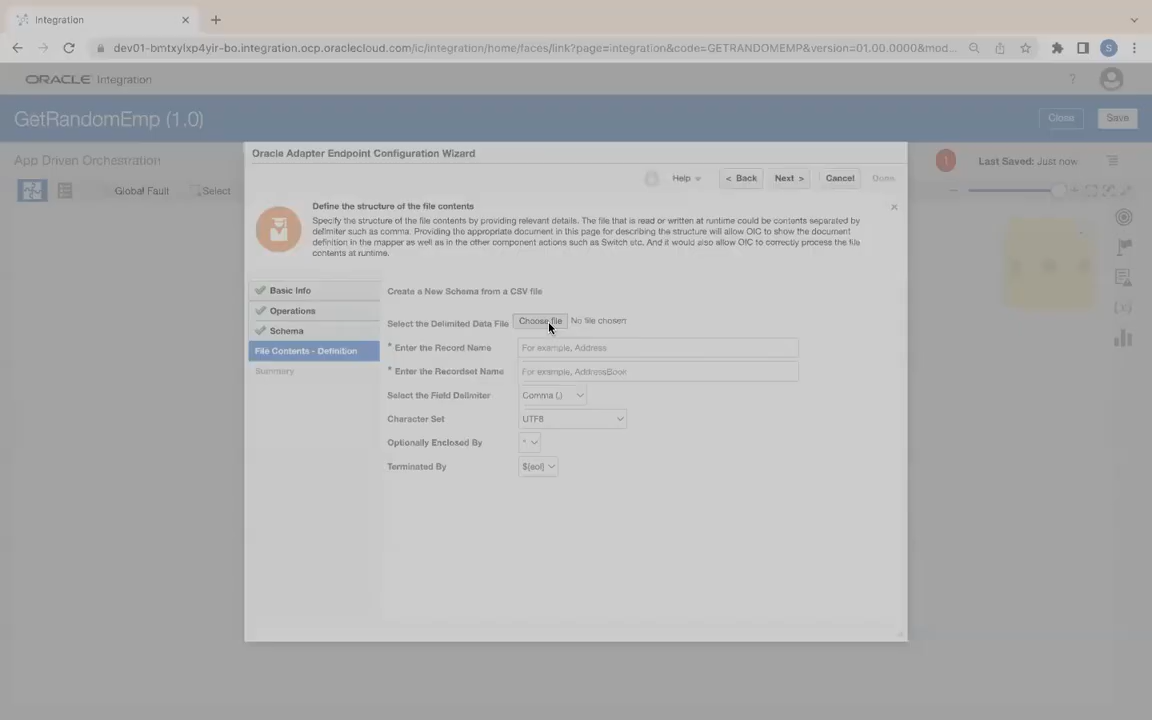 Integration
dev01-bmtxylxp4yir-bo.integration.ocp.oraclecloud.com/ic/integration/home/faces/link?page=integration&code=GETRANDOMEMP&version=01.00.0000&mod...
S
ORACLE Integration
?
GetRandomEmp (1.0)
Close
Save
App Driven Orchestration
1
Last Saved: Just now
Global Fault
Select
Oracle Adapter Endpoint Configuration Wizard
Help
< Back
Next >
Cancel
Done
Define the structure of the file contents
Specify the structure of the file contents by providing relevant details. The file that is read or written at runtime could be contents separated by
delimiter such as comma. Providing the appropriate document in this page for describing the structure will allow OIC to show the document
definition in the mapper as well as in the other component actions such as Switch etc. And it would also allow OIC to correctly process the file
contents at runtime.
Basic Info
Operations
Schema
File Contents - Definition
Summary
Create a New Schema from a CSV file
Select the Delimited Data File
Choose file
No file chosen
* Enter the Record Name
For example, Address
* Enter the Recordset Name
For example, AddressBook
Select the Field Delimiter
Comma (,)
Character Set
UTF8
Optionally Enclosed By
"
Terminated By
${eol}
(x)